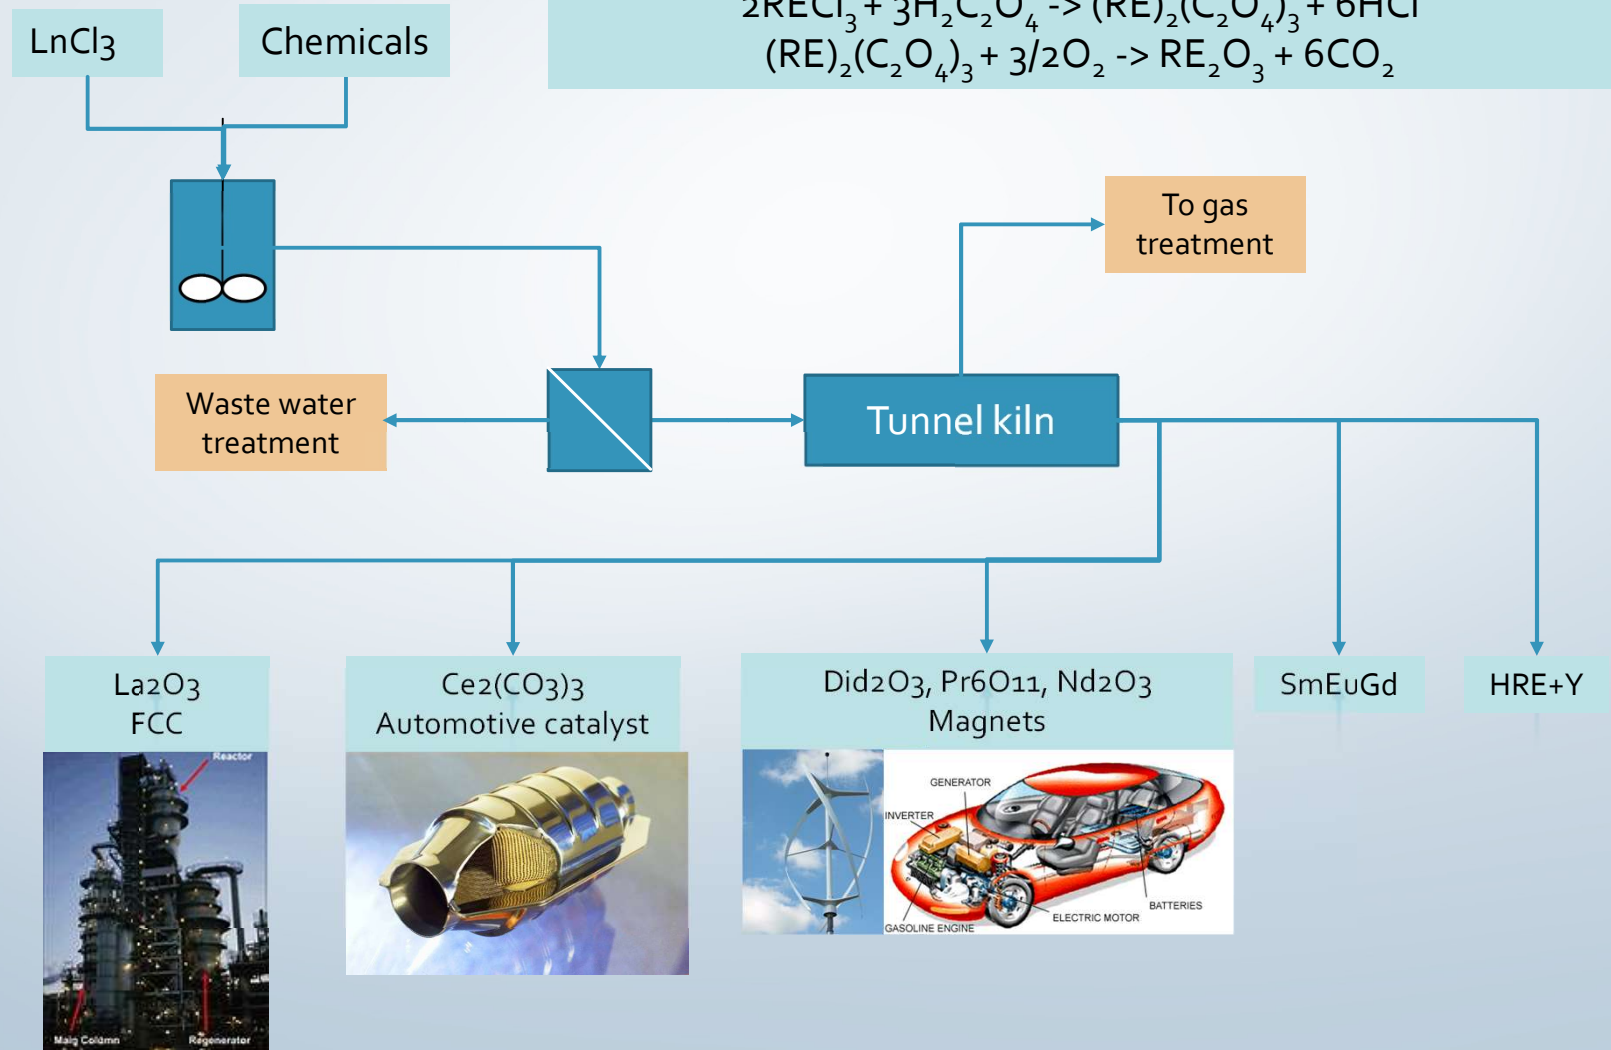 2RECl₃ + 3H₂C₂O₄ -> (RE)₂(C₂O₄)₃ + 6HCl
(RE)₂(C₂O₄)₃ + 3/2O₂ -> RE₂O₃ + 6CO₂
LnCl3
Chemicals
To gas
treatment
Waste water
treatment
Tunnel kiln
La2O3
FCC
Ce2(CO3)3
Automotive catalyst
Did2O3, Pr6O11, Nd2O3
Magnets
SmEuGd
HRE+Y
Reactor
Main Column
Regenerator
GENERATOR
INVERTER
BATTERIES
ELECTRIC MOTOR
GASOLINE ENGINE